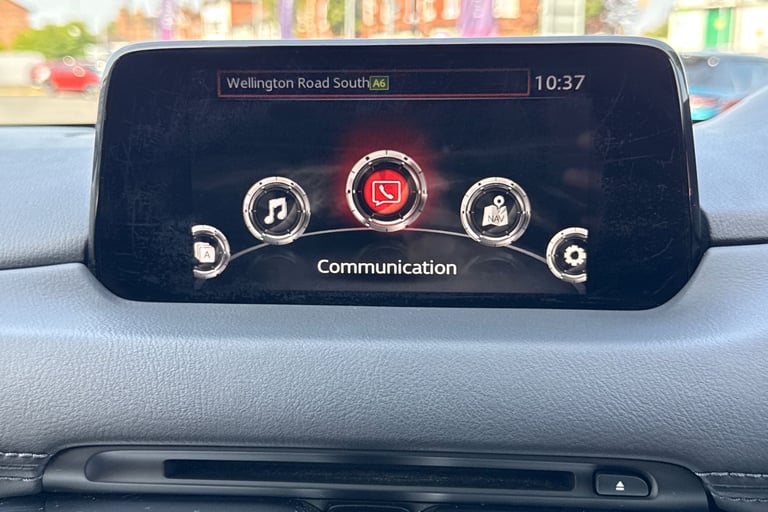 Wellington Road South A6 10:37
NAV
A
Communication